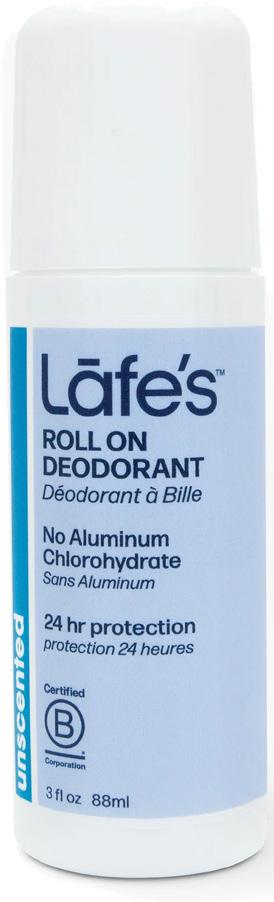 Lāfe's™
ROLL ON
DEODORANT
Déodorant à Bille
No Aluminum
Chlorohydrate
Sans Aluminum
24 hr protection
protection 24 heures
Certified
B
Corporation
3 fl oz 88ml
unscented